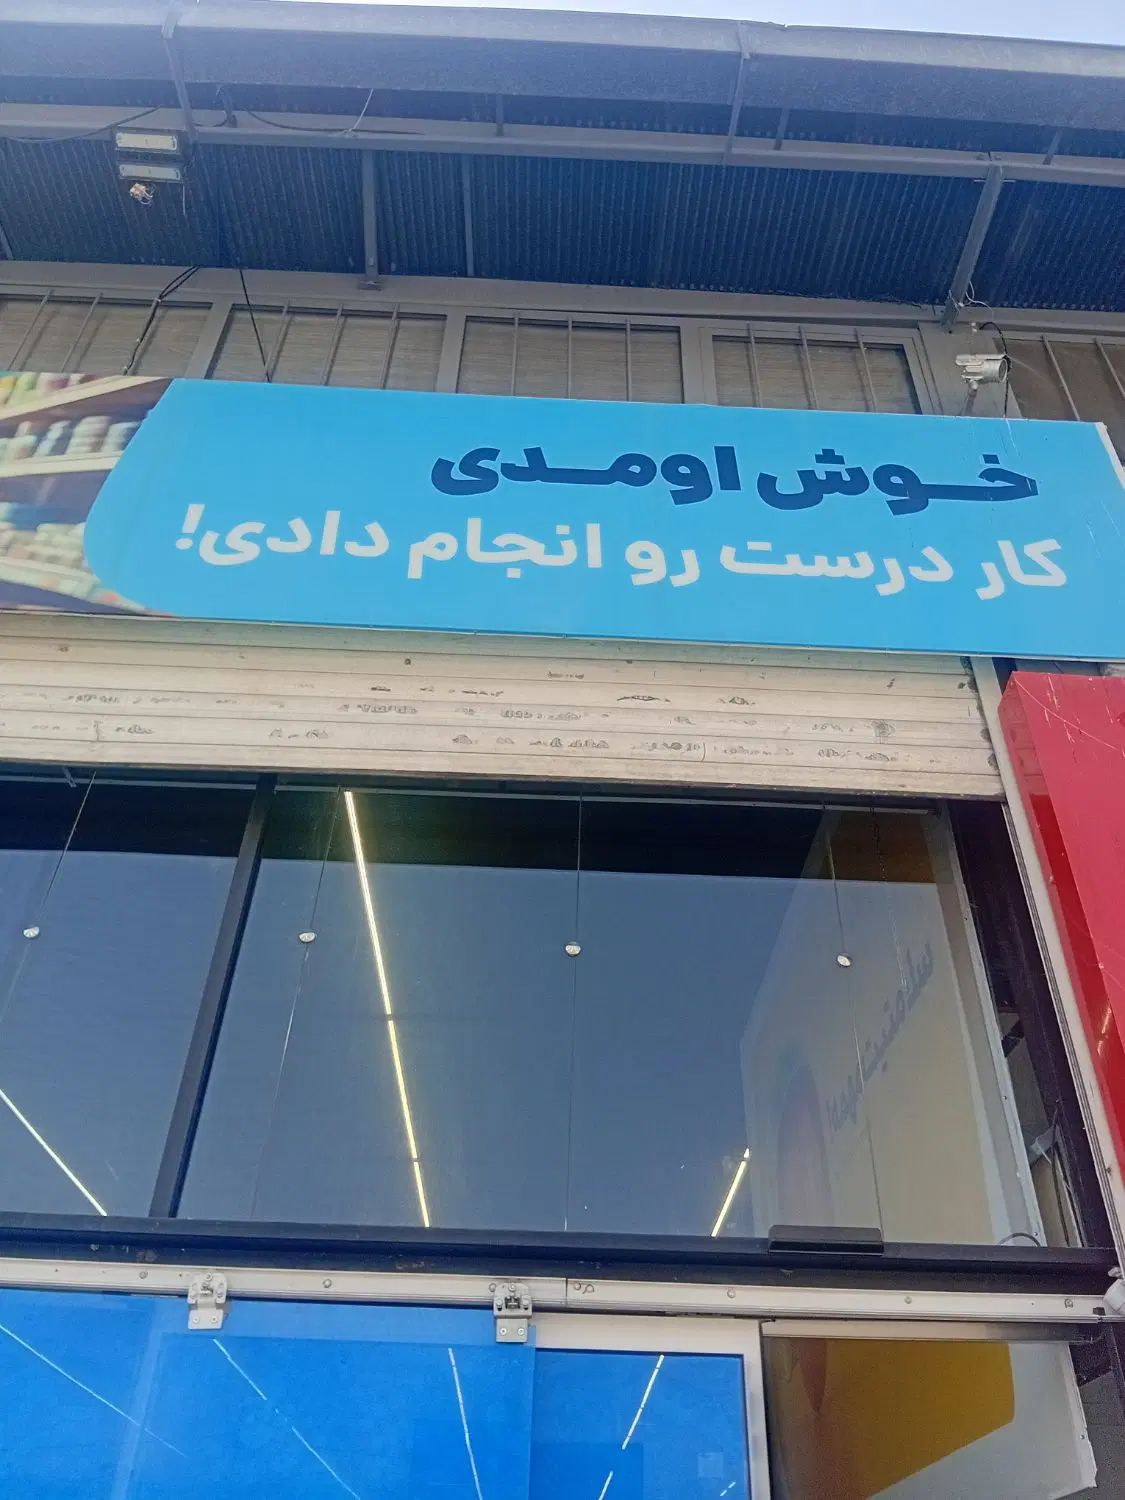 خوش اومدی
کار درست رو انجام دادی!